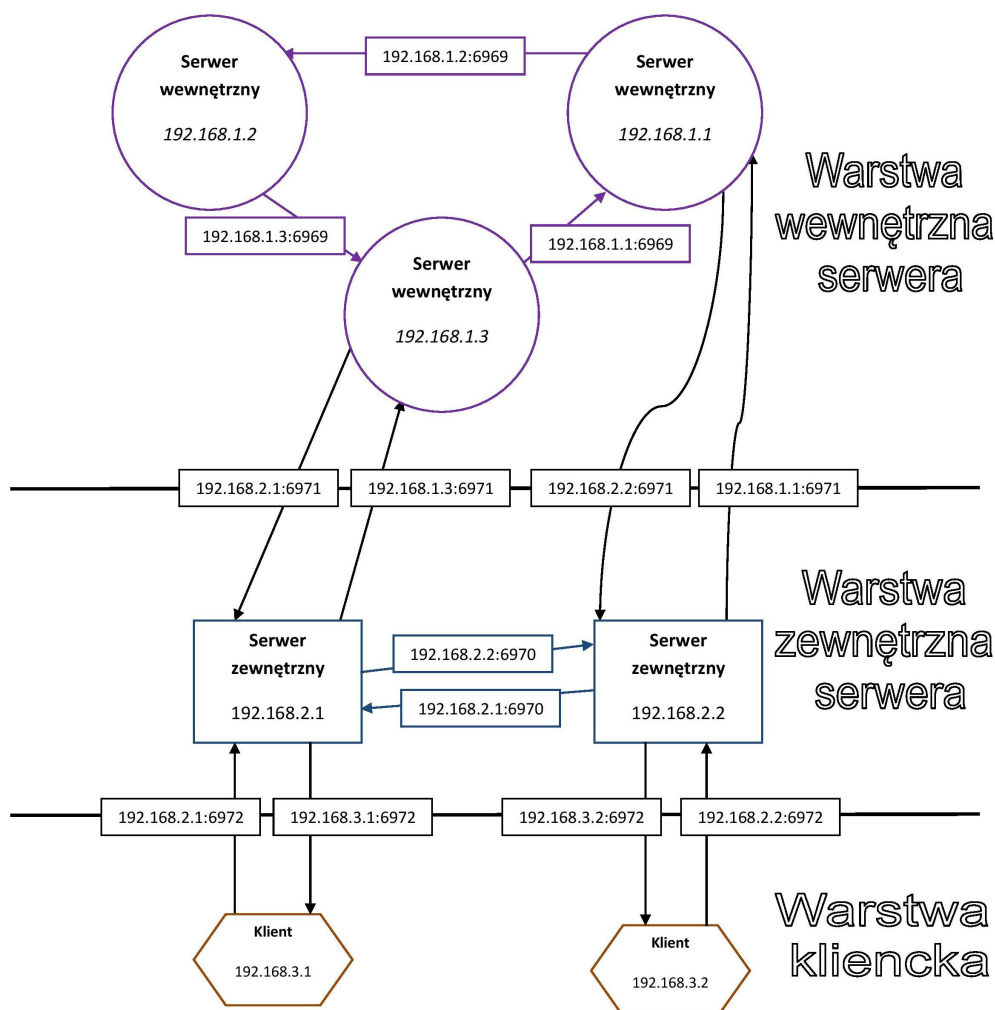 Serwer
wewnętrzny
192.168.1.2
192.168.1.2:6969
Serwer
wewnętrzny
192.168.1.1
192.168.1.3:6969
192.168.1.1:6969
Serwer
wewnętrzny
192.168.1.3
Warstwa
wewnętrzna
serwera
192.168.2.1:6971
192.168.1.3:6971
192.168.2.2:6971
192.168.1.1:6971
Serwer
zewnętrzny
192.168.2.1
192.168.2.2:6970
192.168.2.1:6970
Serwer
zewnętrzny
192.168.2.2
Warstwa
zewnętrzna
serwera
192.168.2.1:6972
192.168.3.1:6972
192.168.3.2:6972
192.168.2.2:6972
Klient
192.168.3.1
Klient
192.168.3.2
Warstwa
kliencka